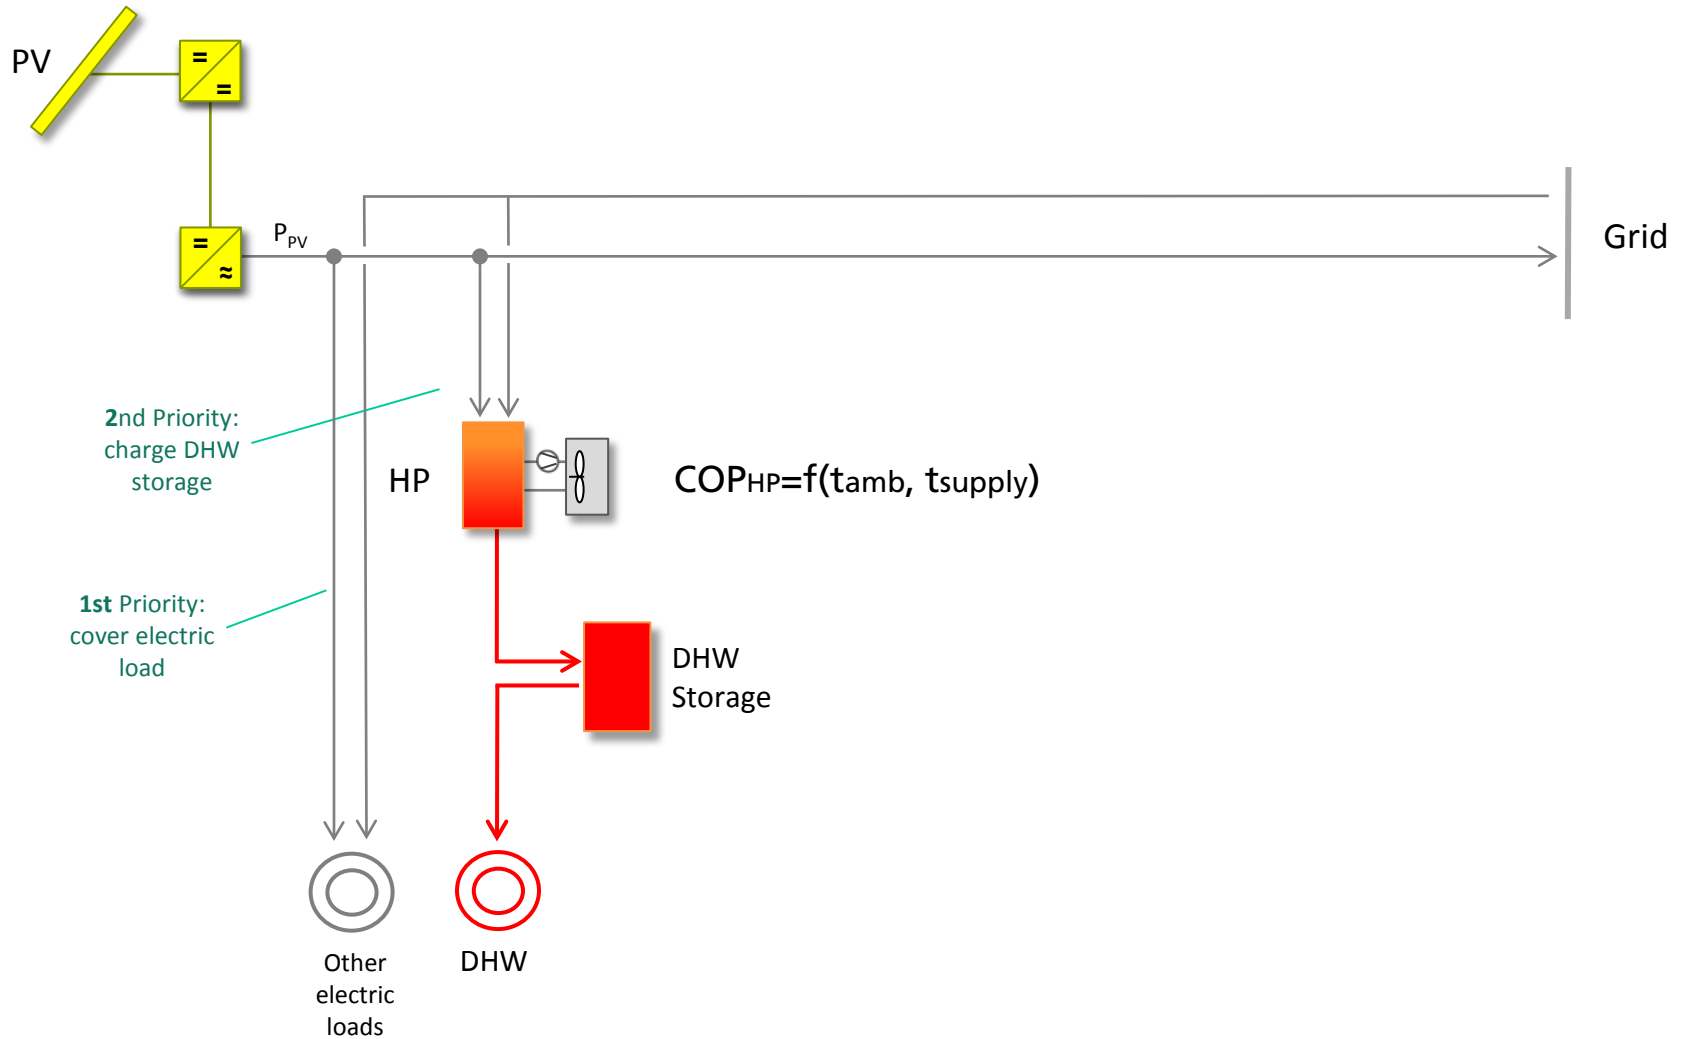 PV
=
=
=
≈
P_PV
Grid
2nd Priority:
charge DHW
storage
HP
COPHP=f(tamb, tsupply)
1st Priority:
cover electric
load
DHW
Storage
Other
electric
loads
DHW